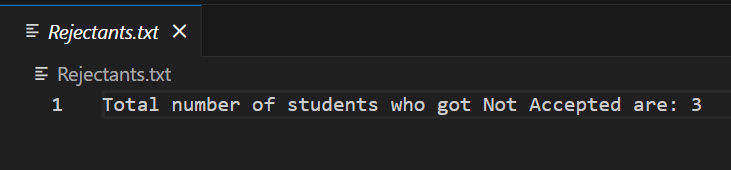 Rejectants.txt
Rejectants.txt
1 Total number of students who got Not Accepted are: 3